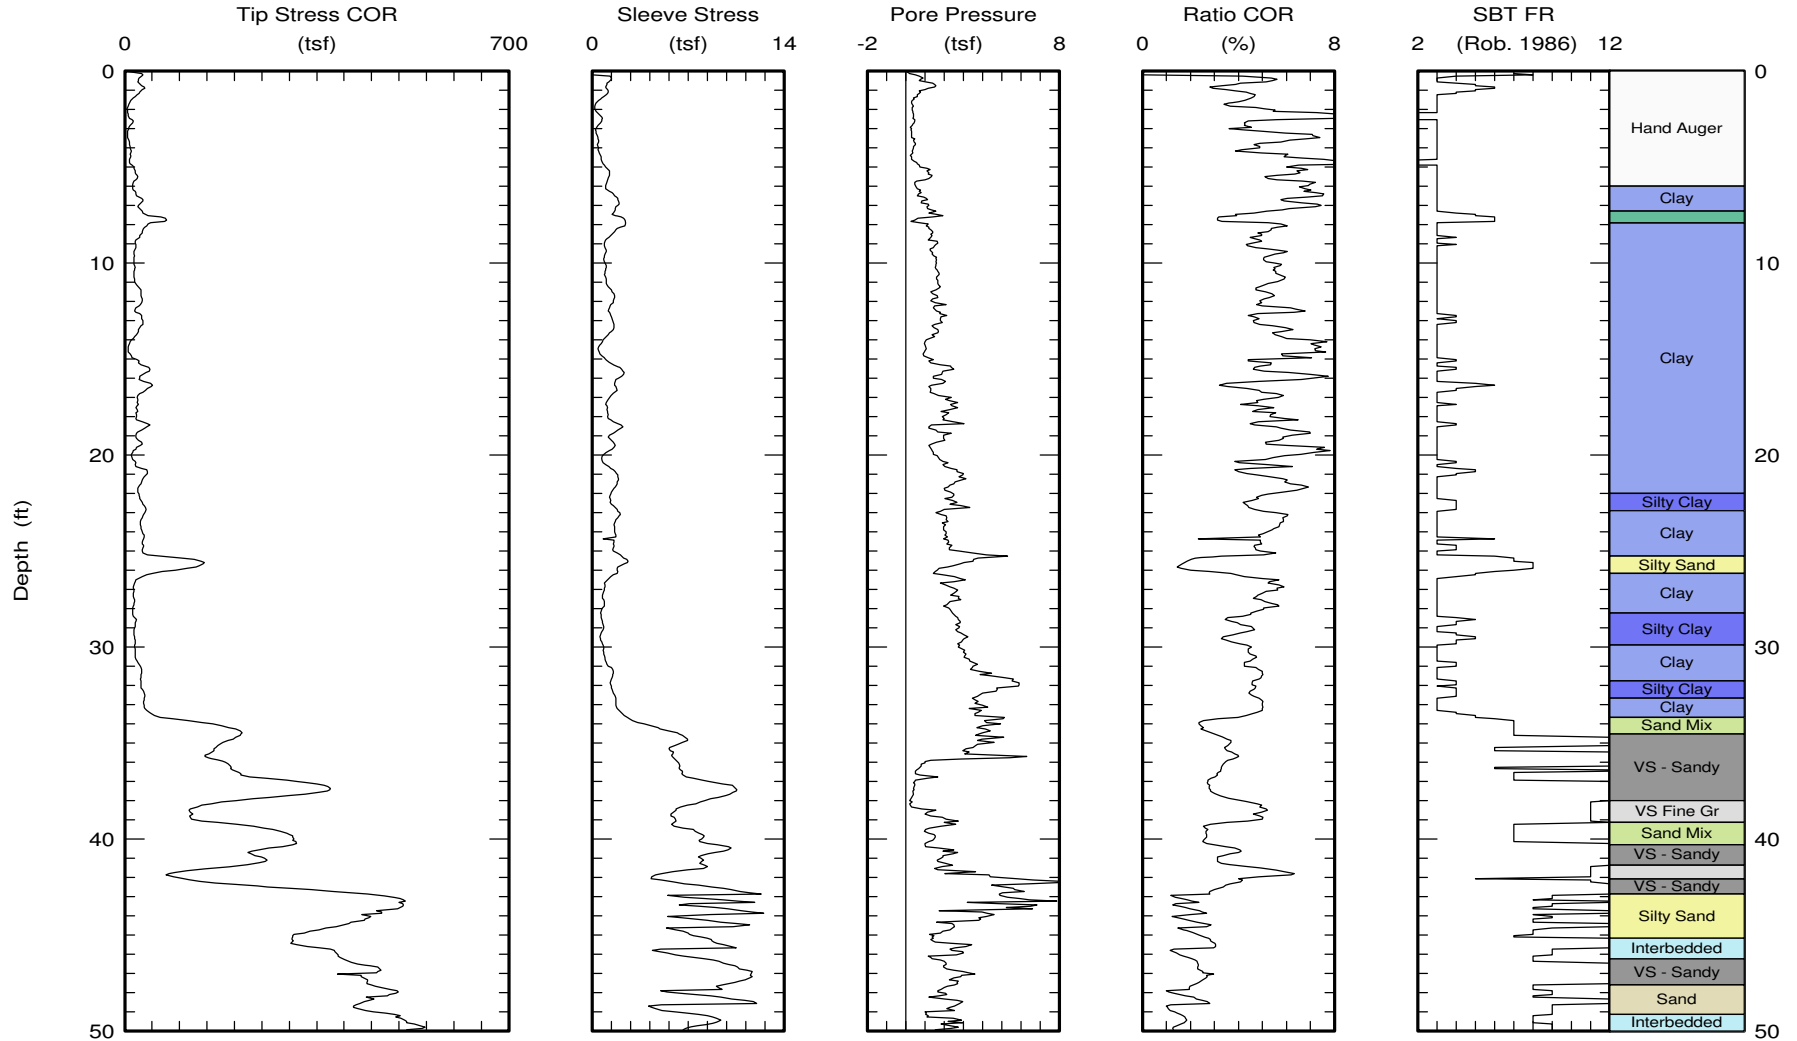 Tip Stress COR
Sleeve Stress
Pore Pressure
Ratio COR
SBT FR
0 (tsf) 700
0 (tsf) 14
-2 (tsf) 8
0 (%) 8
2 (Rob. 1986) 12
0 0
Hand Auger
Clay
10 10
Clay
20 20
Silty Clay
Clay
Depth (ft)
Silty Sand
Clay
Silty Clay
30 30
Clay
Silty Clay
Clay
Sand Mix
VS - Sandy
VS Fine Gr
40 Sand Mix 40
VS - Sandy
VS - Sandy
Silty Sand
Interbedded
VS - Sandy
Sand
Interbedded
50 50